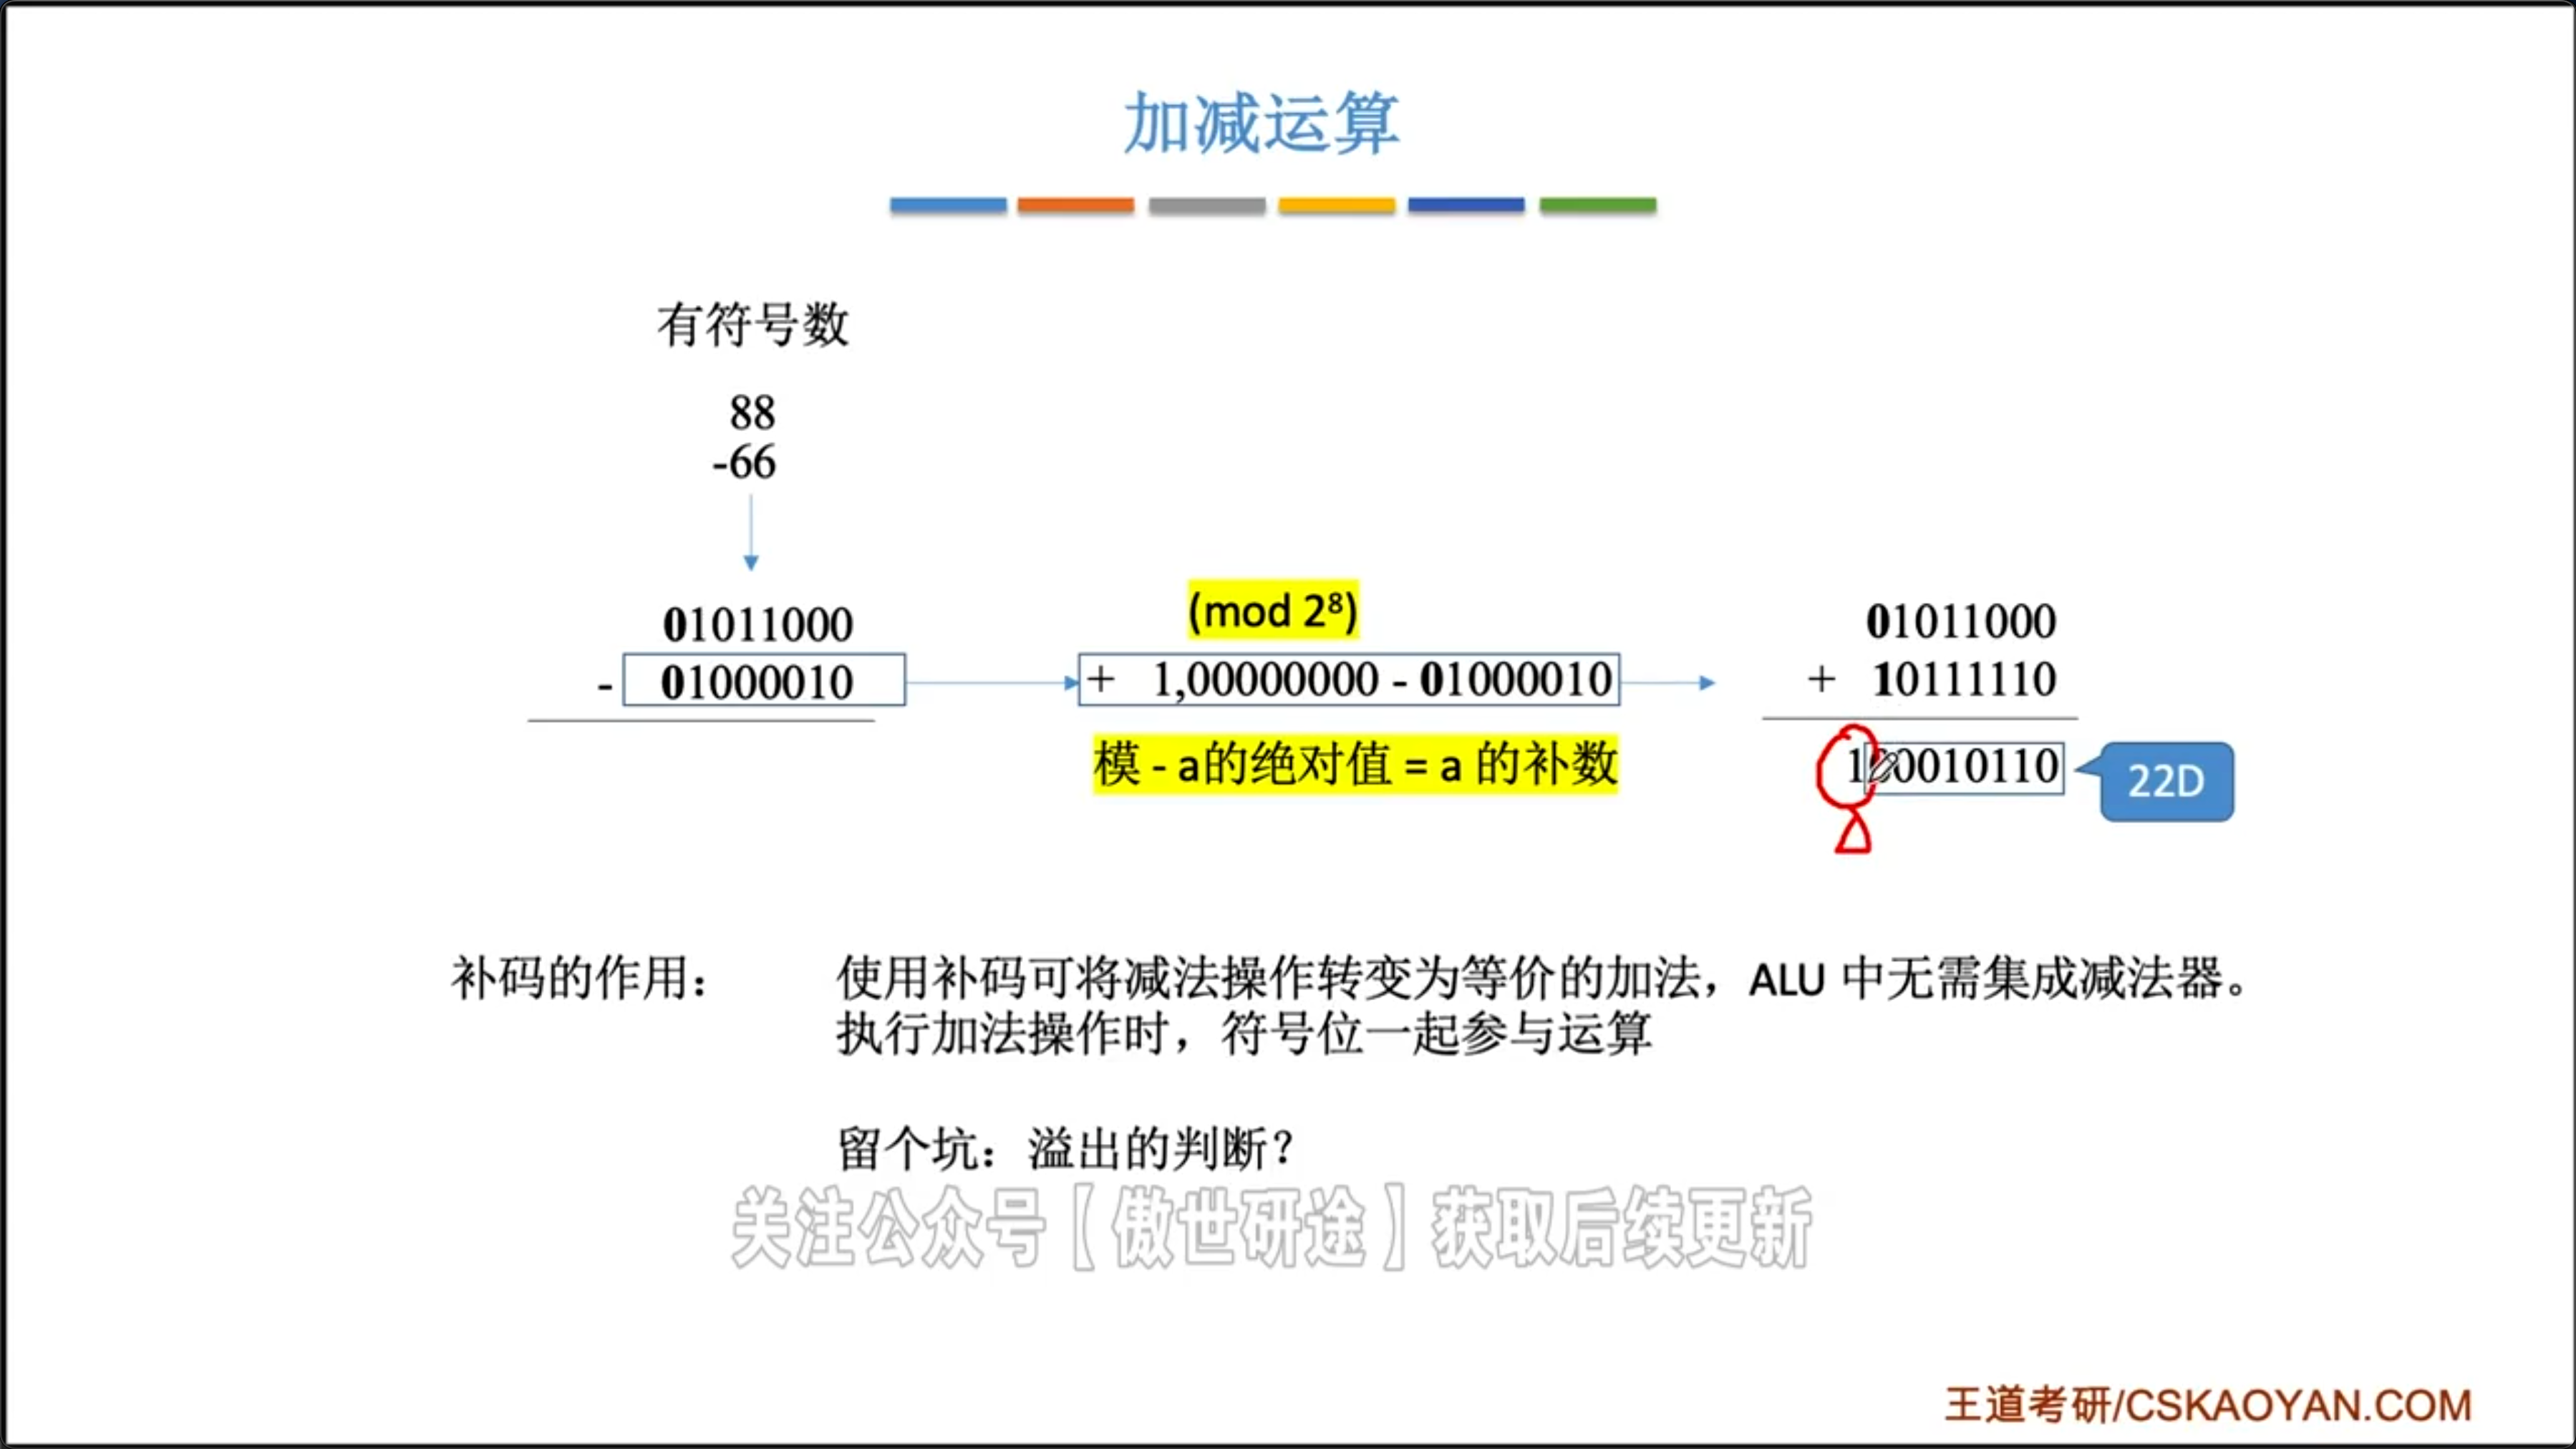 加减运算
有符号数
88
-66
01011000
- 01000010
(mod 2⁸)
+ 1,00000000 - 01000010
模 - a的绝对值 = a 的补数
01011000
+ 10111110
100010110
22D
补码的作用：
使用补码可将减法操作转变为等价的加法，ALU 中无需集成减法器。
执行加法操作时，符号位一起参与运算
留个坑：溢出的判断？
关注公众号【傲世研途】获取后续更新
王道考研/CSKAOYAN.COM